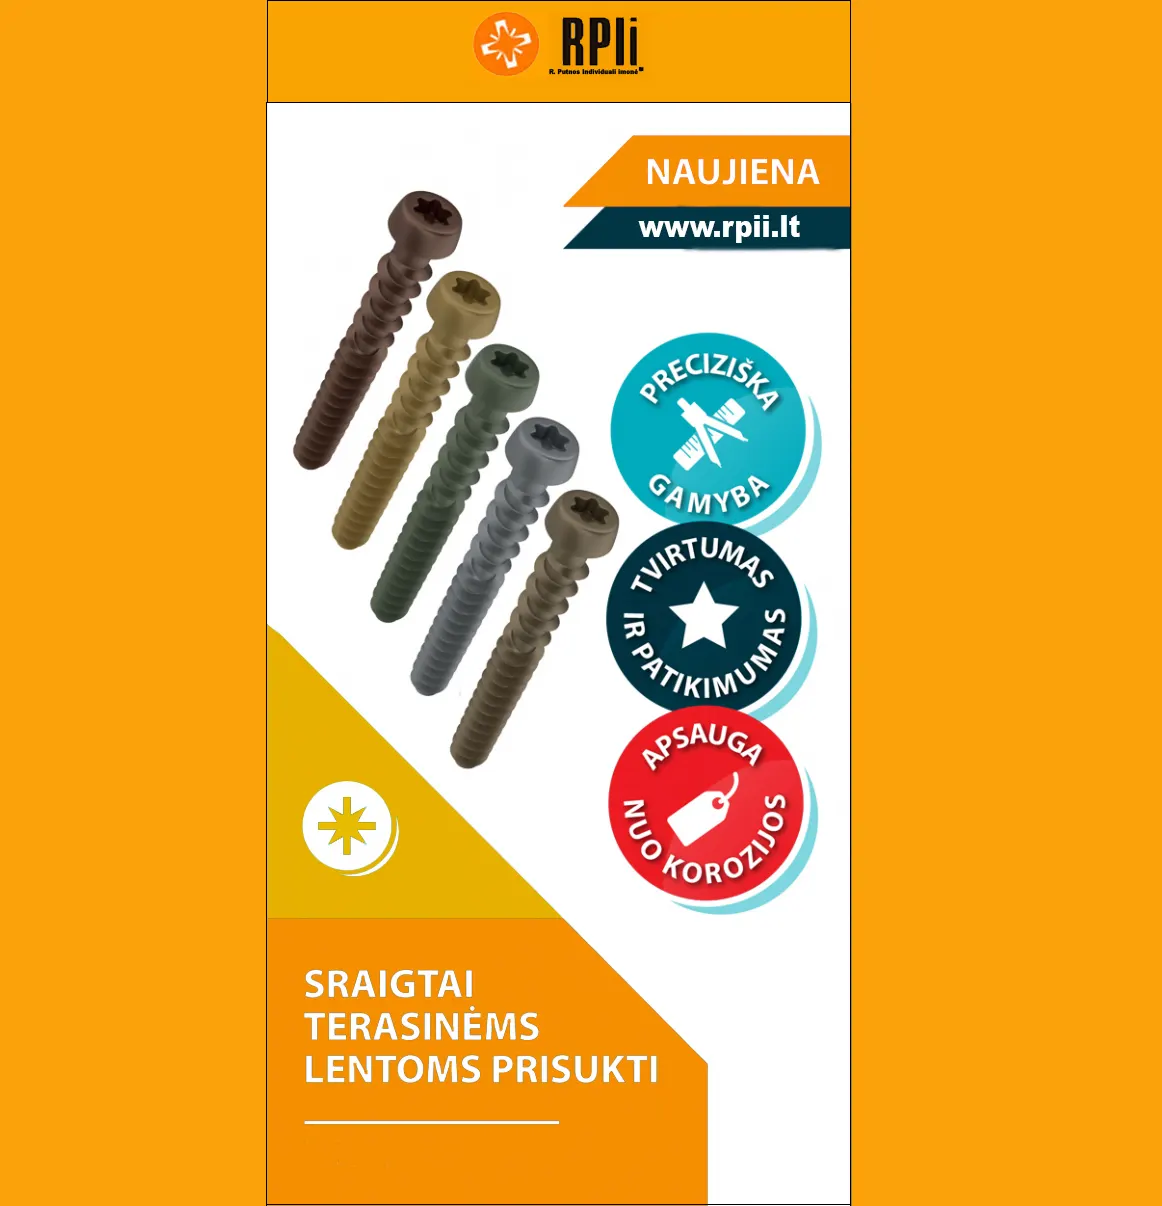 RPIi
R. Putnos Individuali Imonė
NAUJIENA
www.rpii.lt
PRECIZIŠKA
GAMYBA
TVIRTUMAS
IR PATIKIMUMAS
APSAUGA
NUO KOROZIJOS
SRAIGTAI
TERASINĖMS
LENTOMS PRISUKTI